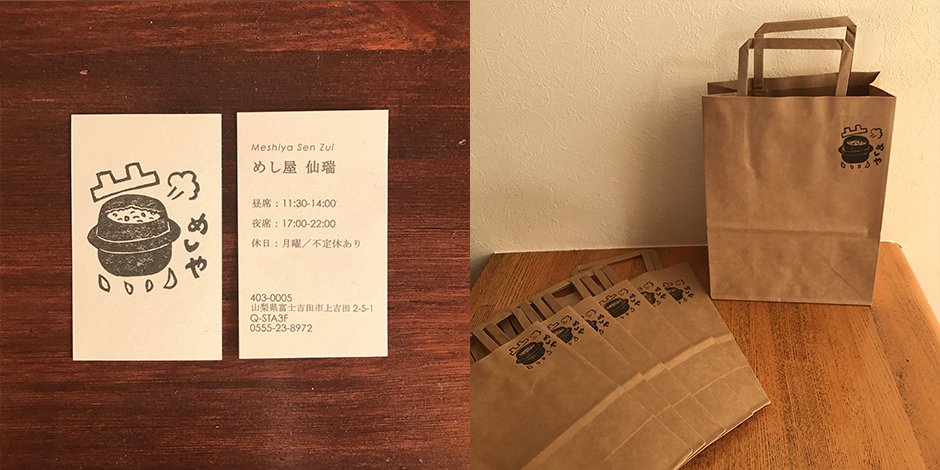 めしや
Meshiya Sen Zui
めし屋 仙瑞
昼席：11:30-14:00
夜席：17:00-22:00
休日：月曜／不定休あり
403-0005
山梨県富士吉田市上吉田 2-5-1
Q-STA3F
0555-23-8972
めしや